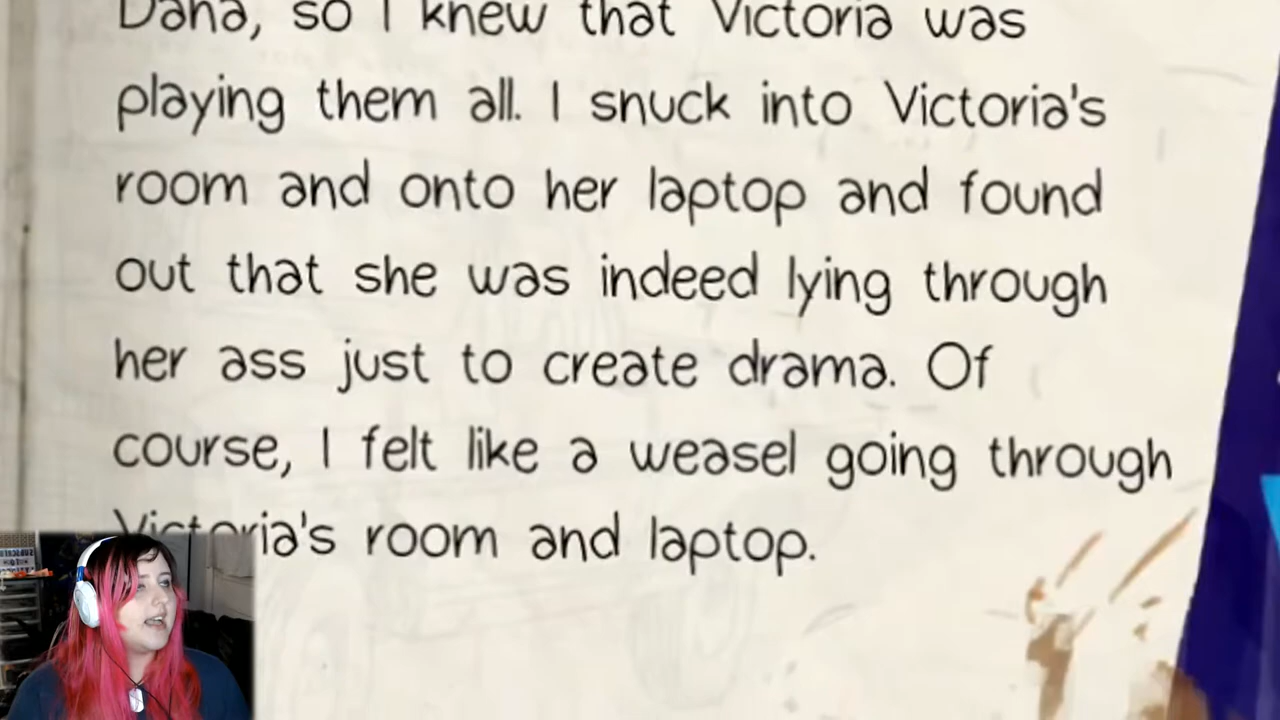 Dana, so I knew that Victoria was
playing them all. I snuck into Victoria's
room and onto her laptop and found
out that she was indeed lying through
her ass just to create drama. Of
course, I felt like a weasel going through
Victoria's room and laptop.